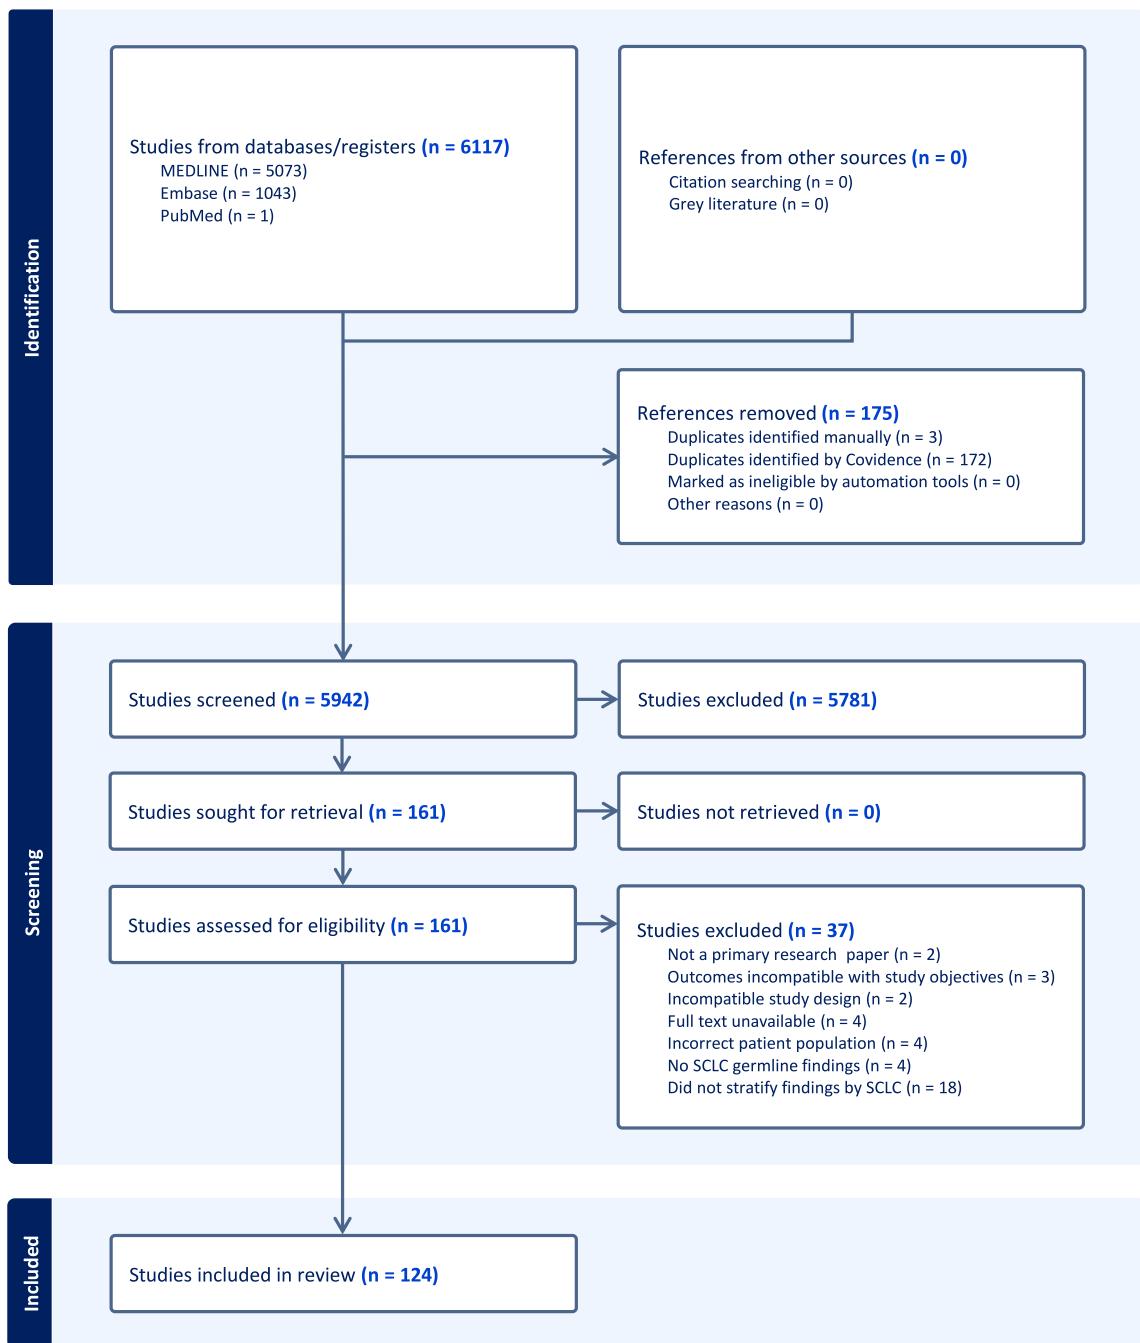 Identification
Studies from databases/registers (n = 6117)
MEDLINE (n = 5073)
Embase (n = 1043)
PubMed (n = 1)
References from other sources (n = 0)
Citation searching (n = 0)
Grey literature (n = 0)
References removed (n = 175)
Duplicates identified manually (n = 3)
Duplicates identified by Covidence (n = 172)
Marked as ineligible by automation tools (n = 0)
Other reasons (n = 0)
Screening
Studies screened (n = 5942)
Studies excluded (n = 5781)
Studies sought for retrieval (n = 161)
Studies not retrieved (n = 0)
Studies assessed for eligibility (n = 161)
Studies excluded (n = 37)
Not a primary research  paper (n = 2)
Outcomes incompatible with study objectives (n = 3)
Incompatible study design (n = 2)
Full text unavailable (n = 4)
Incorrect patient population (n = 4)
No SCLC germline findings (n = 4)
Did not stratify findings by SCLC (n = 18)
Included
Studies included in review (n = 124)